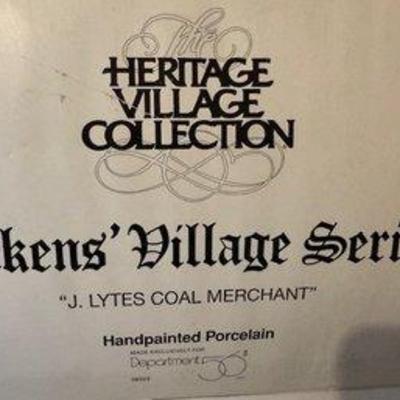 The
HERITAGE
VILLAGE
COLLECTION
kens' Village Seri
"J. LYTES COAL MERCHANT"
Handpainted Porcelain
MADE EXCLUSIVELY FOR
Department 56